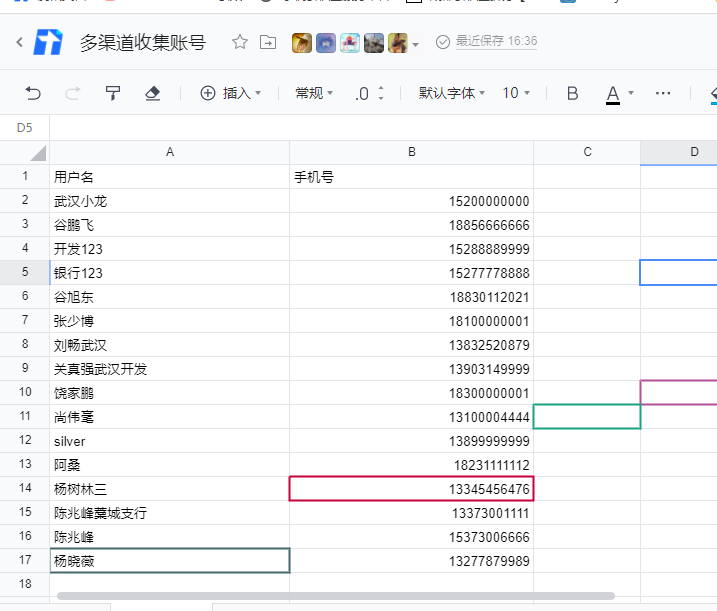 多渠道收集账号
最近保存 16:36
插入 常规 .0 默认字体 10 B A
D5
A B C D
1 用户名 手机号
2 武汉小龙 15200000000
3 谷鹏飞 18856666666
4 开发123 15288889999
5 银行123 15277778888
6 谷旭东 18830112021
7 张少博 18100000001
8 刘畅武汉 13832520879
9 关真强武汉开发 13903149999
10 饶家鹏 18300000001
11 尚伟毫 13100004444
12 silver 13899999999
13 阿桑 18231111112
14 杨树林三 13345456476
15 陈兆峰藁城支行 13373001111
16 陈兆峰 15373006666
17 杨晓薇 13277879989
18